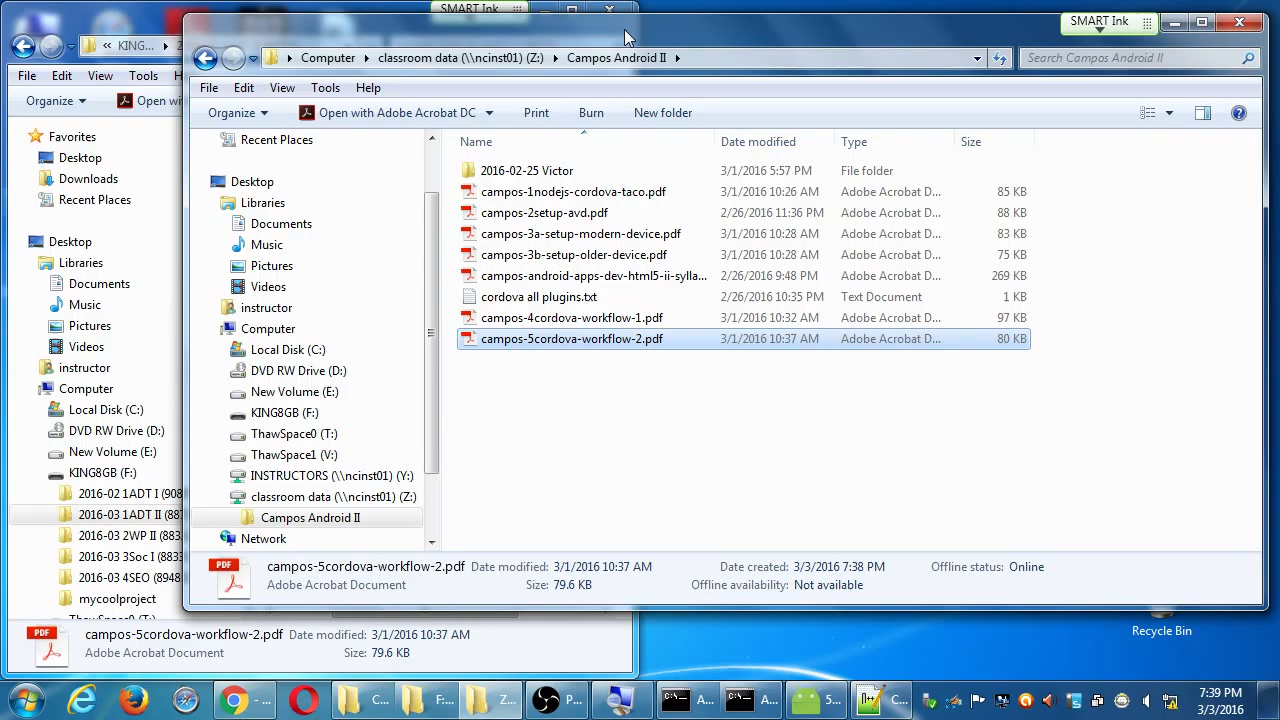 SMART Ink
KING...
File Edit View Tools
Organize Open wi
Favorites
Desktop
Downloads
Recent Places
Desktop
Libraries
Documents
Music
Pictures
Videos
instructor
Computer
Local Disk (C:)
DVD RW Drive (D:)
New Volume (E:)
KING8GB (F:)
2016-02 1ADT I (908
2016-03 1ADT II (887
2016-03 2WP II (8833
2016-03 3Soc I (8833
2016-03 4SEO (8948
mycoolproject
campos-5cordova-workflow-2.pdf Date modified: 3/1/2016 10:37 AM
Adobe Acrobat Document Size: 79.6 KB
SMART Ink
Computer classroom data (\\ncinst01) (Z:) Campos Android II
Search Campos Android II
File Edit View Tools Help
Organize Open with Adobe Acrobat DC Print Burn New folder
Recent Places
Desktop
Libraries
Documents
Music
Pictures
Videos
instructor
Computer
Local Disk (C:)
DVD RW Drive (D:)
New Volume (E:)
KING8GB (F:)
ThawSpace0 (T:)
ThawSpace1 (V:)
INSTRUCTORS (\\ncinst01) (Y:)
classroom data (\\ncinst01) (Z:)
Campos Android II
Network
Name Date modified Type Size
2016-02-25 Victor 3/1/2016 5:57 PM File folder
campos-1nodejs-cordova-taco.pdf 3/1/2016 10:26 AM Adobe Acrobat D... 85 KB
campos-2setup-avd.pdf 2/26/2016 11:36 PM Adobe Acrobat D... 88 KB
campos-3a-setup-modern-device.pdf 3/1/2016 10:28 AM Adobe Acrobat D... 83 KB
campos-3b-setup-older-device.pdf 3/1/2016 10:28 AM Adobe Acrobat D... 75 KB
campos-android-apps-dev-html5-ii-sylla... 2/26/2016 9:48 PM Adobe Acrobat D... 269 KB
cordova all plugins.txt 2/26/2016 10:35 PM Text Document 1 KB
campos-4cordova-workflow-1.pdf 3/1/2016 10:32 AM Adobe Acrobat D... 97 KB
campos-5cordova-workflow-2.pdf 3/1/2016 10:37 AM Adobe Acrobat D... 80 KB
PDF
campos-5cordova-workflow-2.pdf Date modified: 3/1/2016 10:37 AM Date created: 3/3/2016 7:38 PM Offline status: Online
Adobe Acrobat Document Size: 79.6 KB Offline availability: Not available
PDF
Recycle Bin
- ... C... F:... Z... P... A... A... 5... C...
7:39 PM
3/3/2016